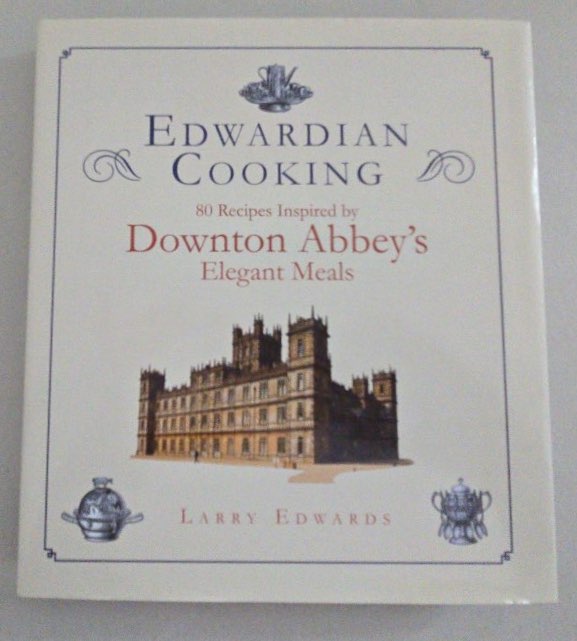 EDWARDIAN
COOKING
80 Recipes Inspired by
Downton Abbey's
Elegant Meals
LARRY EDWARDS